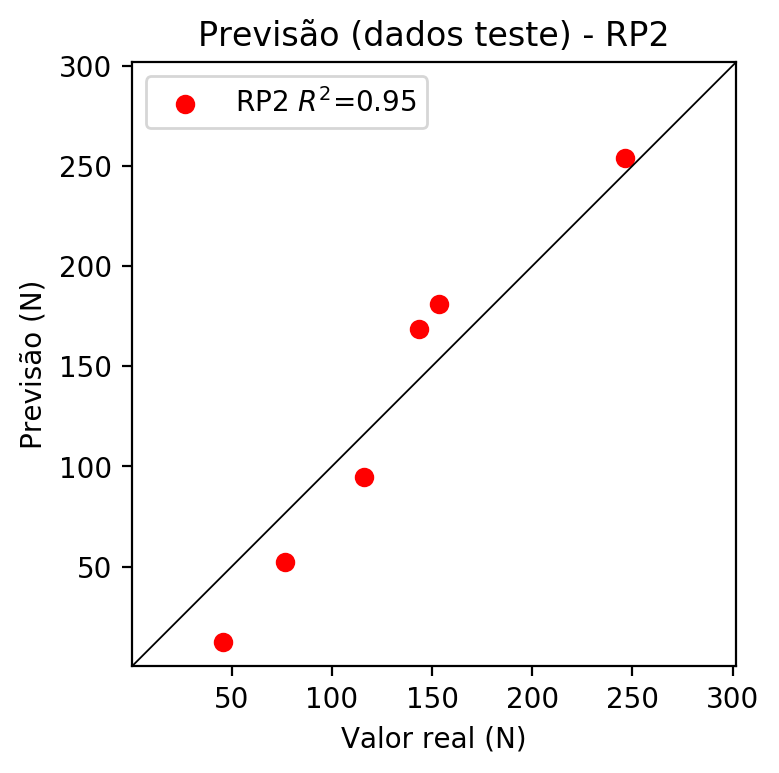 Previsão (dados teste) - RP2
RP2 R²=0.95
Previsão (N)
300
250
200
150
100
50
50 100 150 200 250 300
Valor real (N)